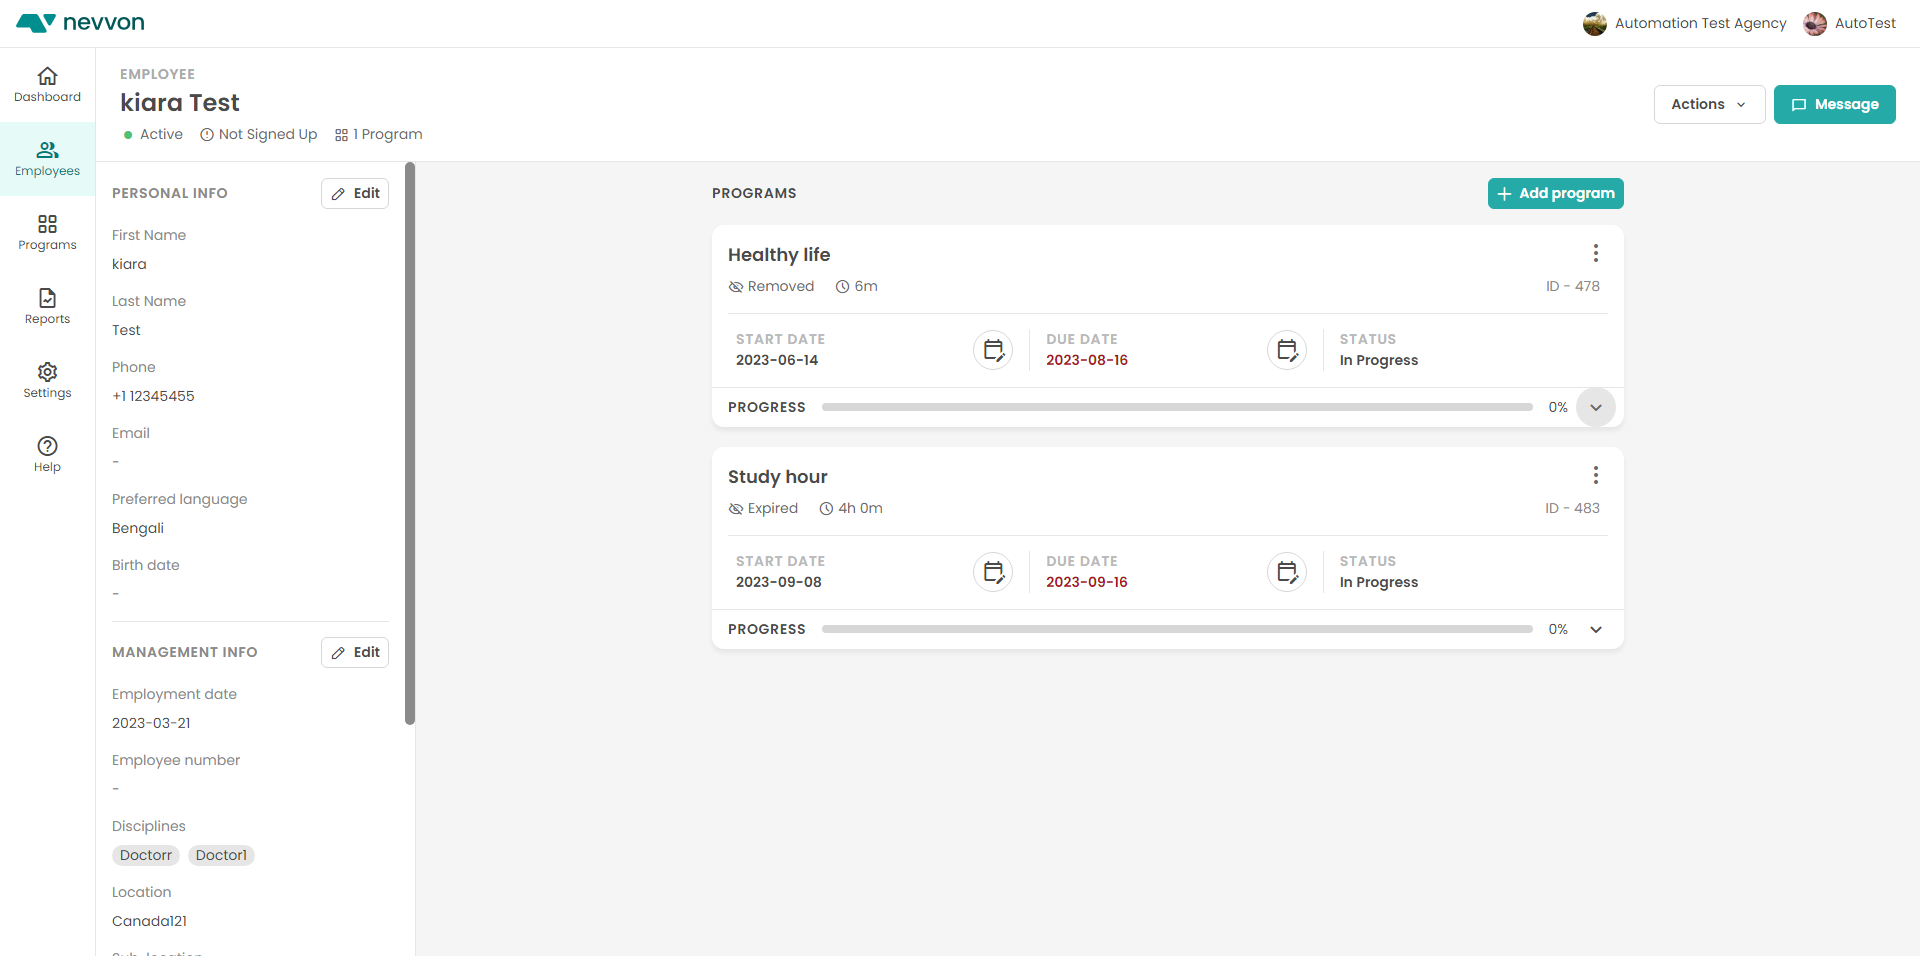 nevvon
Automation Test Agency
AutoTest
Dashboard
Employees
Programs
Reports
Settings
Help
EMPLOYEE
kiara Test
Active
Not Signed Up
1 Program
Actions
Message
PERSONAL INFO
Edit
First Name
kiara
Last Name
Test
Phone
+1 12345455
Email
-
Preferred language
Bengali
Birth date
-
MANAGEMENT INFO
Edit
Employment date
2023-03-21
Employee number
-
Disciplines
Doctorr Doctor1
Location
Canada121
PROGRAMS
Add program
Healthy life
Removed 6m ID - 478
START DATE
2023-06-14
DUE DATE
2023-08-16
STATUS
In Progress
PROGRESS 0%
Study hour
Expired 4h 0m ID - 483
START DATE
2023-09-08
DUE DATE
2023-09-16
STATUS
In Progress
PROGRESS 0%